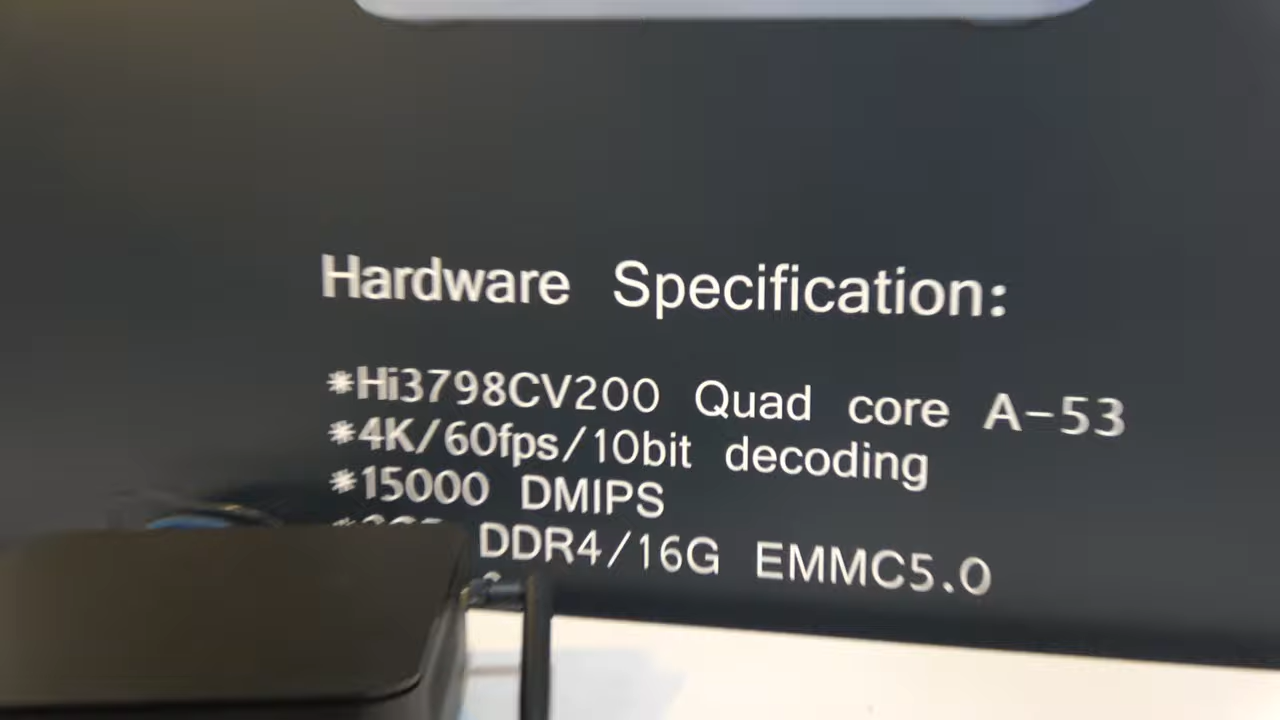 Hardware Specification:
*Hi3798CV200 Quad core A-53
*4K/60fps/10bit decoding
*15000 DMIPS
DDR4/16G EMMC5.0